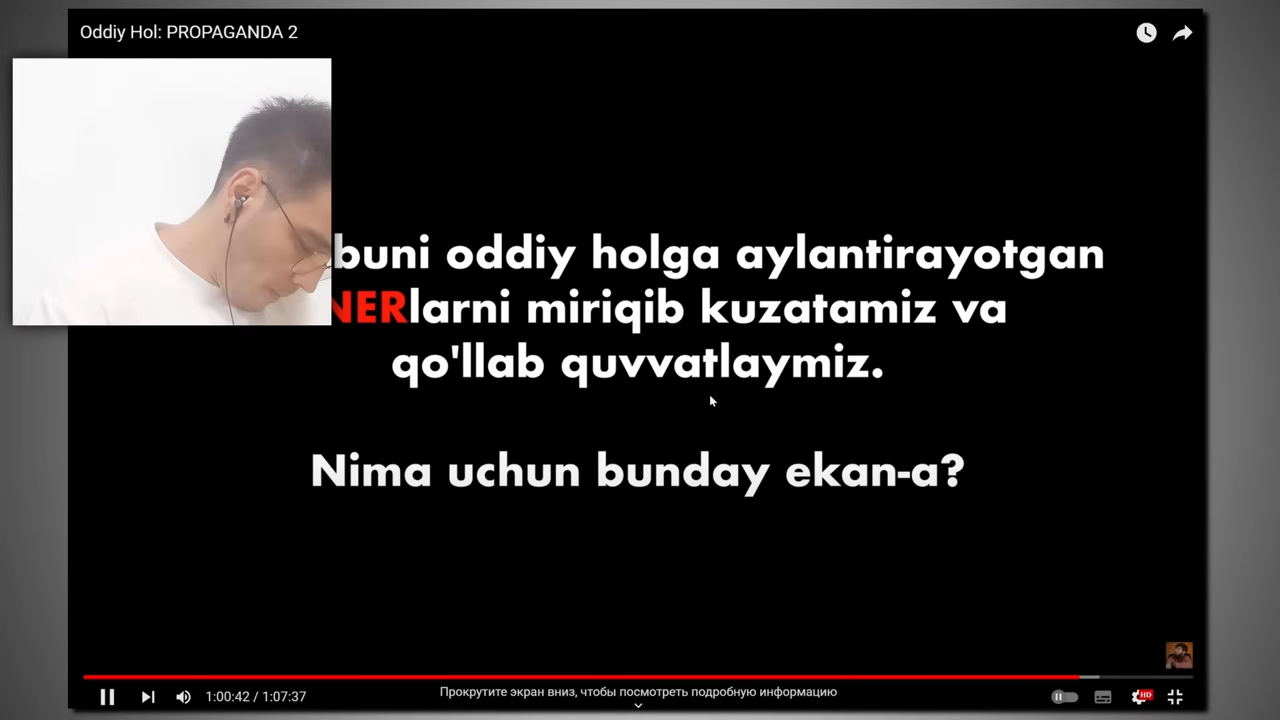 Oddiy Hol: PROPAGANDA 2
buni oddiy holga aylantirayotgan
NERlarni miriqib kuzatamiz va
qo'llab quvvatlaymiz.
Nima uchun bunday ekan-a?
1:00:42 / 1:07:37
Прокрутите экран вниз, чтобы посмотреть подробную информацию
HD